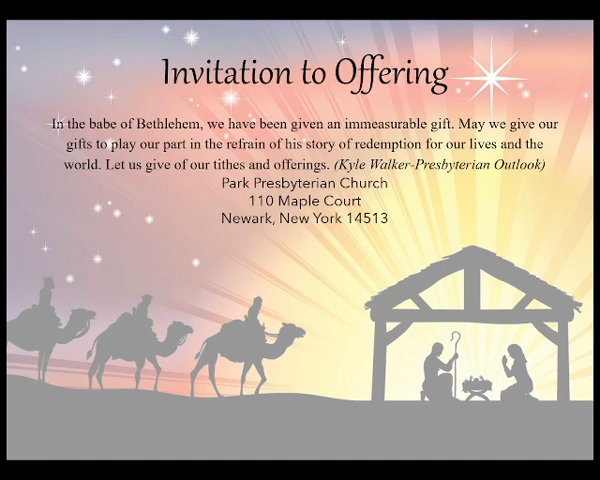 Invitation to Offering
In the babe of Bethlehem, we have been given an immeasurable gift. May we give our
gifts to play our part in the refrain of his story of redemption for our lives and the
world. Let us give of our tithes and offerings. (Kyle Walker-Presbyterian Outlook)
Park Presbyterian Church
110 Maple Court
Newark, New York 14513